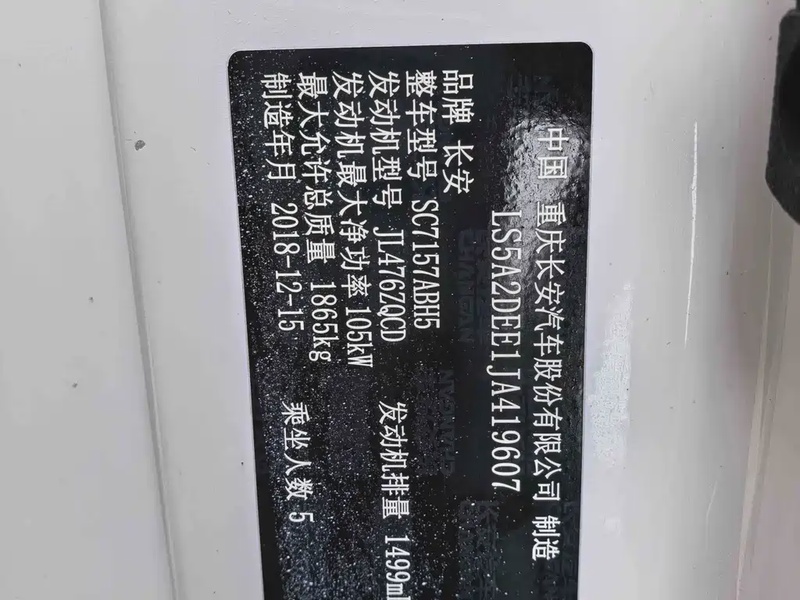 中国 重庆长安汽车股份有限公司 制造
LS5A2DEE1JA419607
品牌 长安
整车型号 SC7157ABH5
发动机型号 JL476ZQCD 发动机排量 1499ml
发动机最大净功率 105kW
最大允许总质量 1865kg
制造年月 2018-12-15 乘坐人数 5